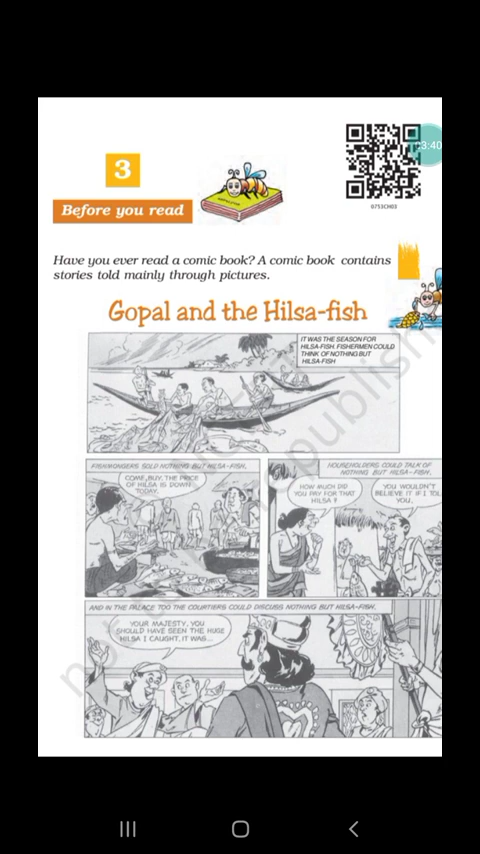 3:40
3
0753CH03
Before you read
Have you ever read a comic book? A comic book contains
stories told mainly through pictures.
Gopal and the Hilsa-fish
IT WAS THE SEASON FOR
HILSA-FISH. FISHERMEN COULD
THINK OF NOTHING BUT
HILSA-FISH
FISHMONGERS SOLD NOTHING BUT HILSA-FISH.
COME, BUY. THE PRICE
OF HILSA IS DOWN
TODAY.
HOUSEHOLDERS COULD TALK OF
NOTHING BUT HILSA-FISH.
HOW MUCH DID
YOU PAY FOR THAT
HILSA ?
YOU WOULDN'T
BELIEVE IT IF I TOL
YOU.
AND IN THE PALACE TOO THE COURTIERS COULD DISCUSS NOTHING BUT HILSA-FISH.
YOUR MAJESTY, YOU
SHOULD HAVE SEEN THE HUGE
HILSA I CAUGHT. IT WAS...